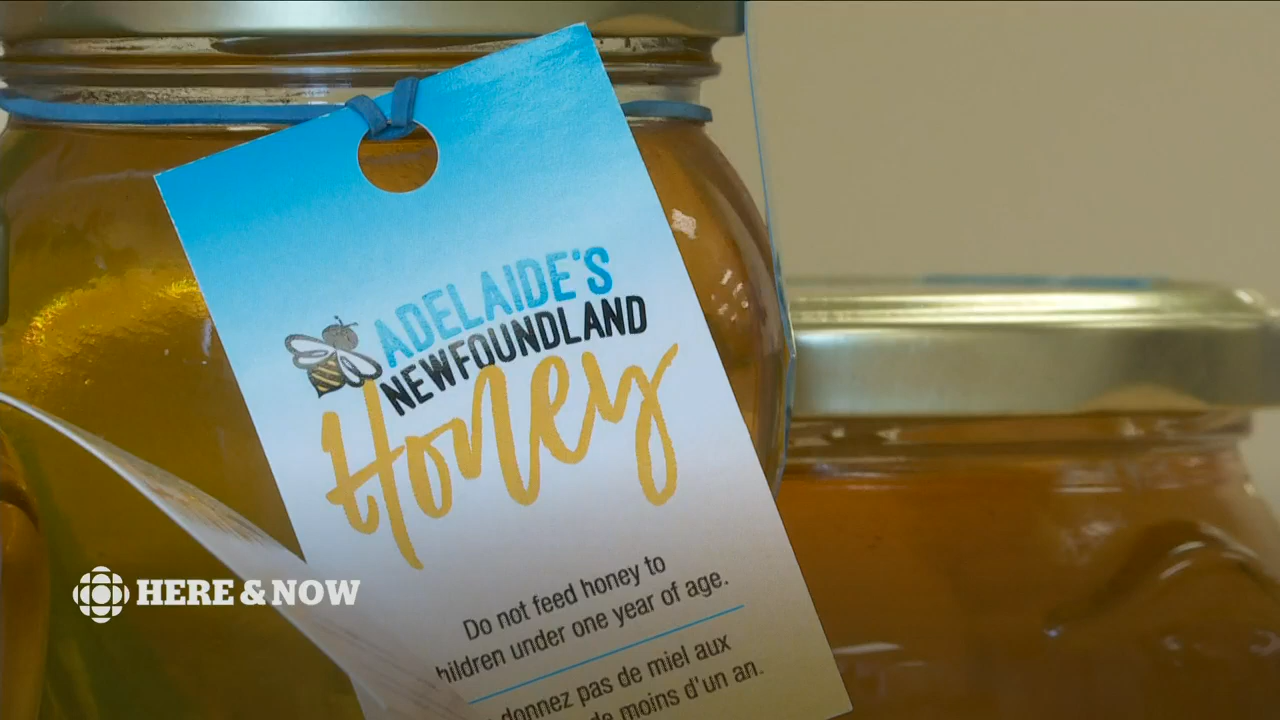 ADELAIDE'S
NEWFOUNDLAND
Honey
Do not feed honey to
hildren under one year of age.
donnez pas de miel aux
de moins d'un an.
HERE & NOW